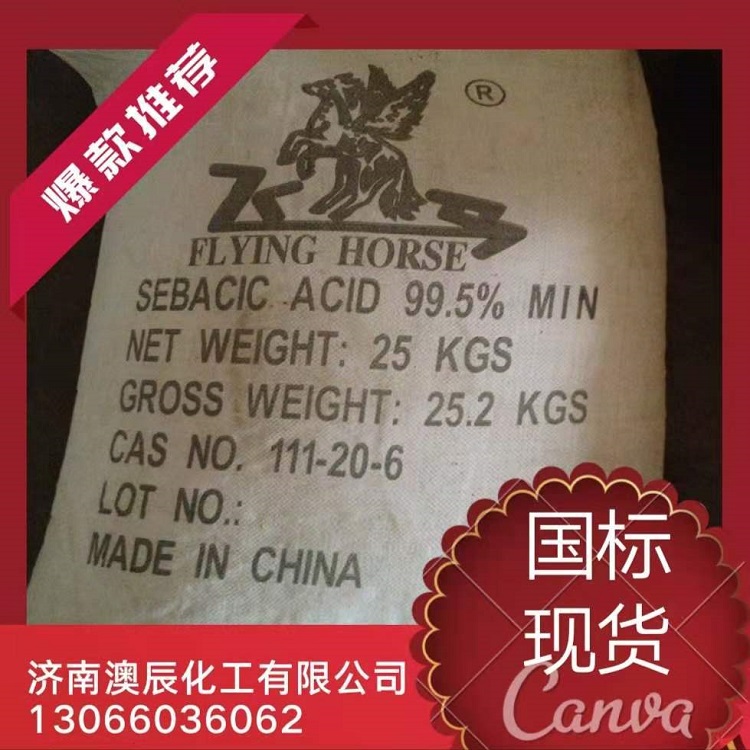 爆款推荐
®
FLYING HORSE
SEBACIC ACID 99.5% MIN
NET WEIGHT: 25 KGS
GROSS WEIGHT: 25.2 KGS
CAS NO. 111-20-6
LOT NO.:
MADE IN CHINA
国标
现货
Canva
济南澳辰化工有限公司
13066036062